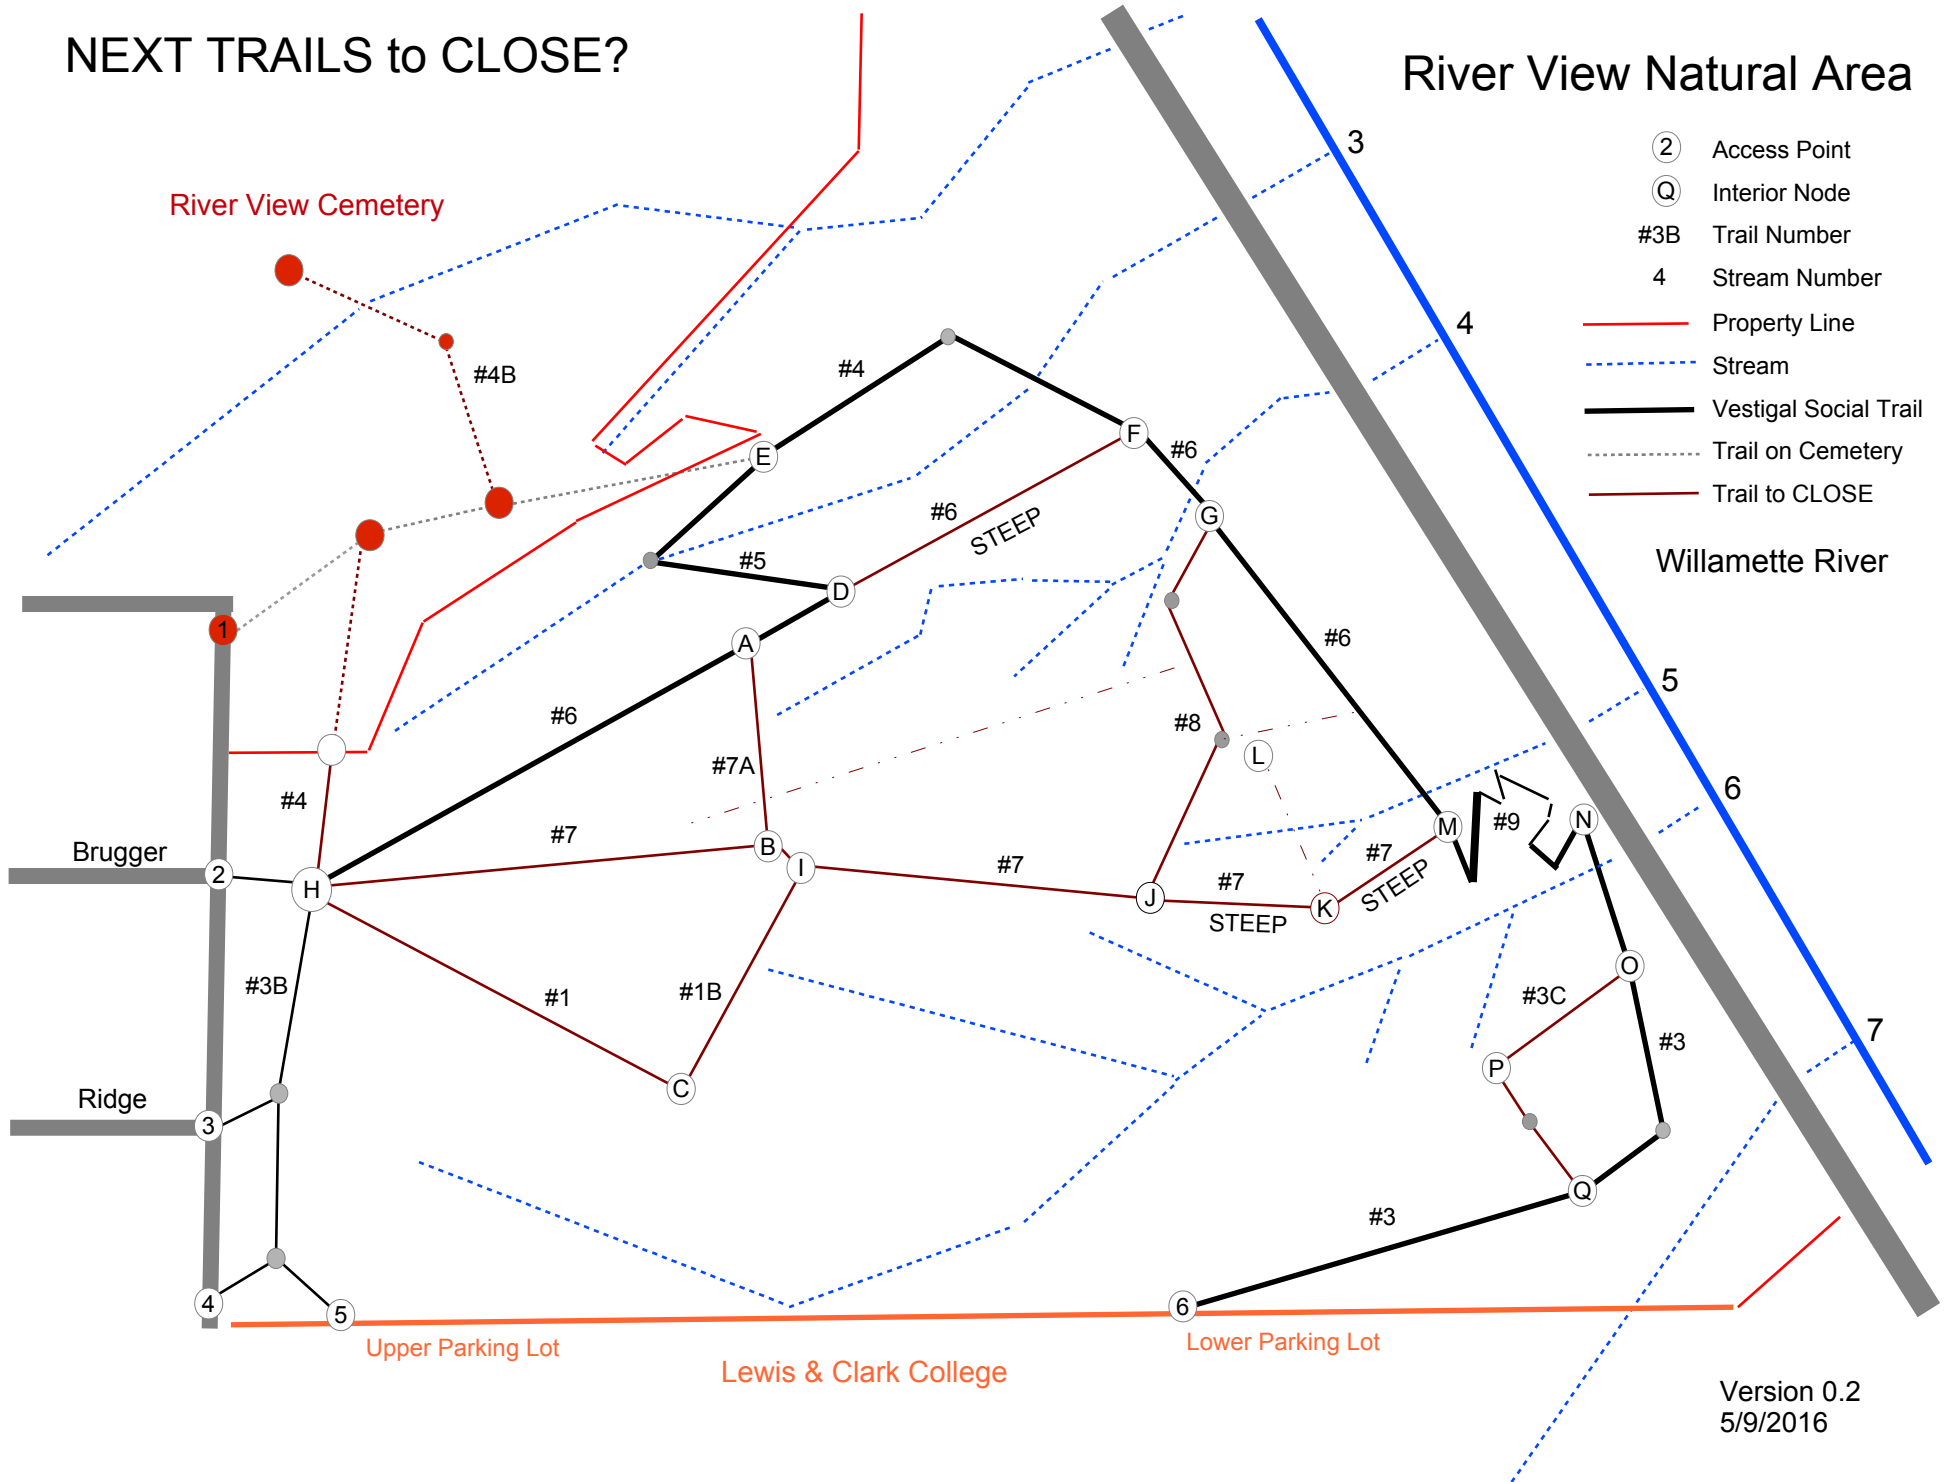 NEXT TRAILS to CLOSE?
River View Natural Area
2 Access Point
Q Interior Node
#3B Trail Number
4 Stream Number
Property Line
Stream
Vestigal Social Trail
Trail on Cemetery
Trail to CLOSE
Willamette River
River View Cemetery
3
4
5
6
7
#4B
#4
E
F
#6
G
#6
STEEP
#5
D
1
A
#6
#6
#7A
#8
L
#4
Brugger
2
H
#7
B
I
#7
J
#7
STEEP
K
#7
STEEP
M
#9
N
#3B
#1
#1B
C
O
#3C
#3
P
Ridge
3
Q
#3
4
5
6
Upper Parking Lot
Lower Parking Lot
Lewis & Clark College
Version 0.2
5/9/2016